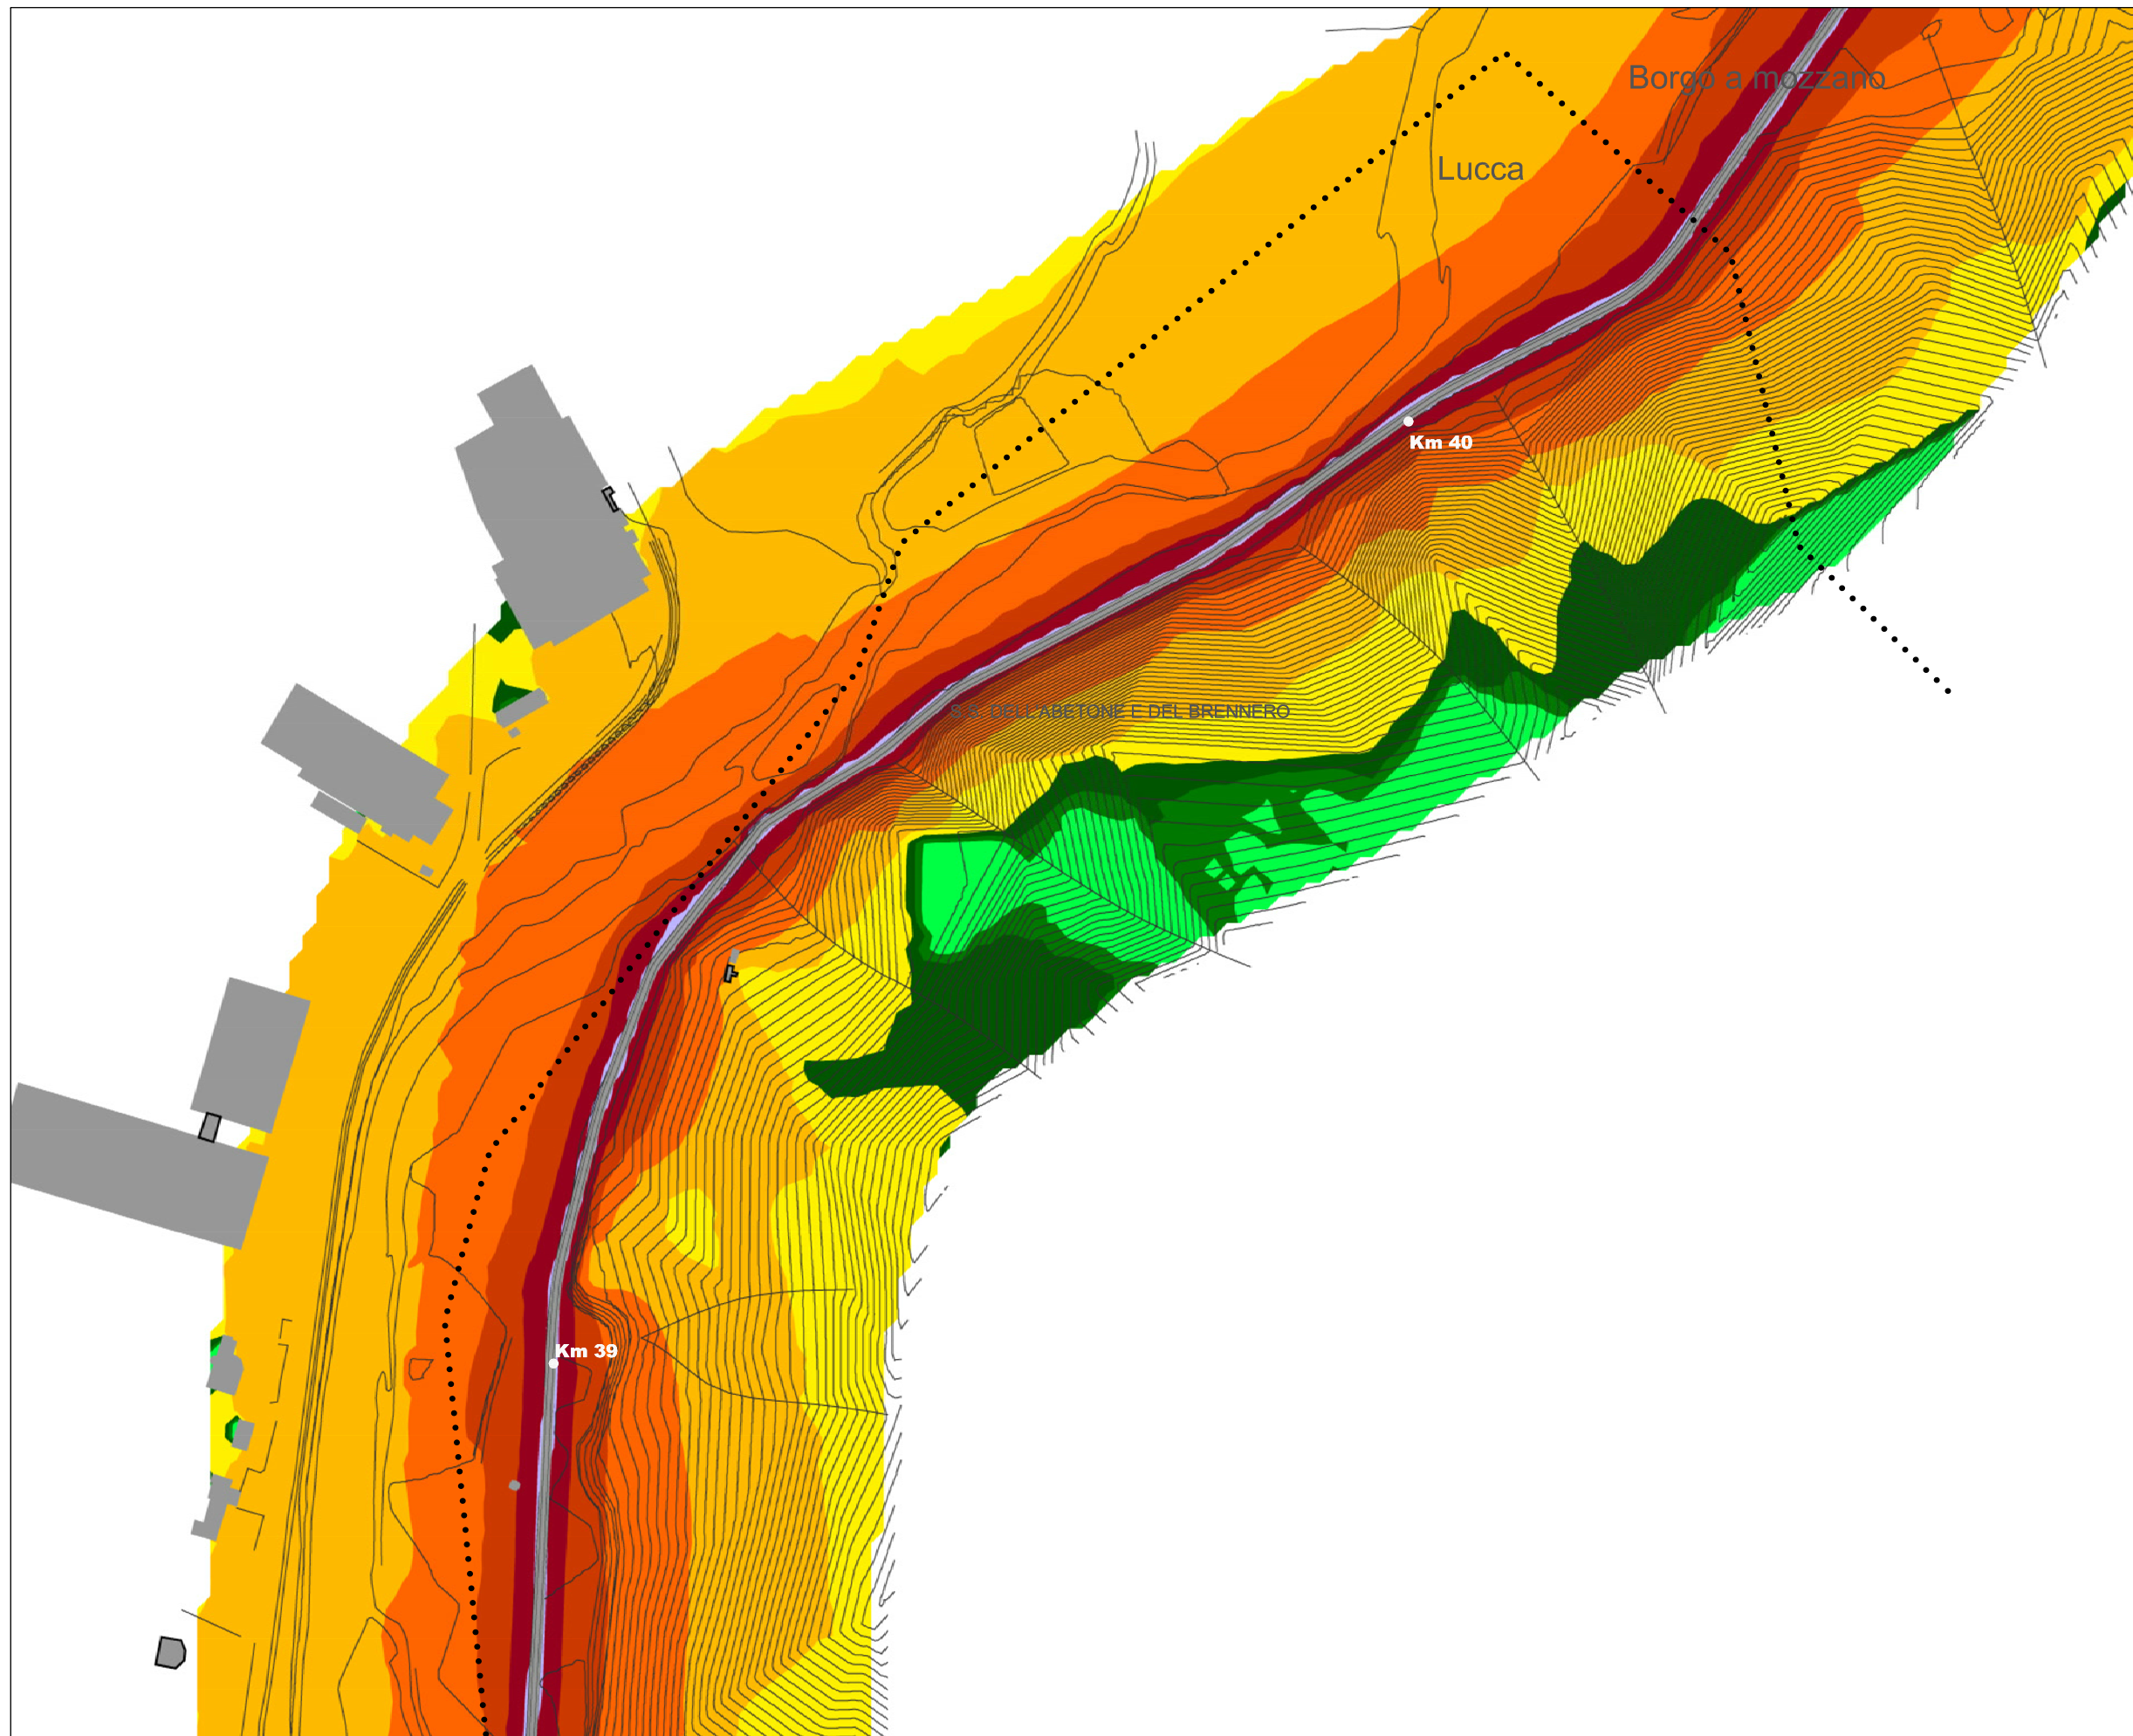 Borgo a mozzano
Lucca
Km 40
S.S. DELL'ABETONE E DEL BRENNERO
Km 39